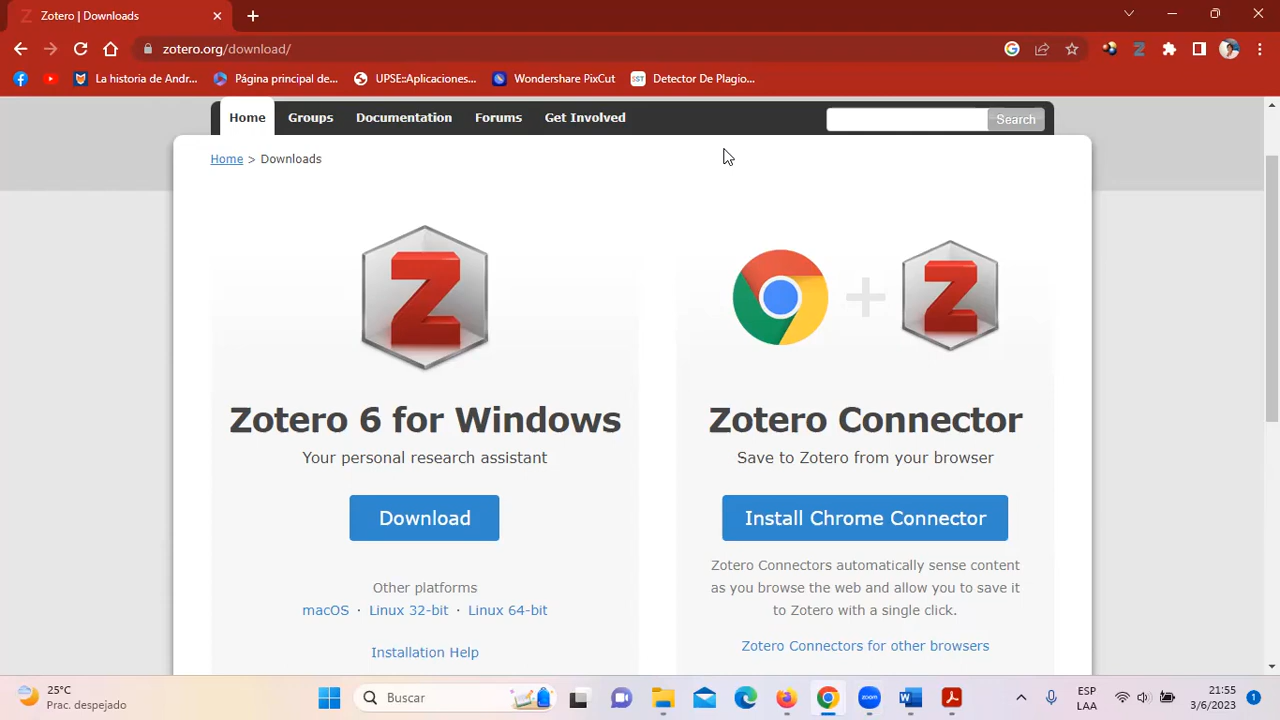 Zotero | Downloads
zotero.org/download/
La historia de Andr...
Página principal de...
UPSE::Aplicaciones...
Wondershare PixCut
SST
Detector De Plagio...
Home
Groups
Documentation
Forums
Get Involved
Search
Home > Downloads
Zotero 6 for Windows
Your personal research assistant
Download
Other platforms
macOS · Linux 32-bit · Linux 64-bit
Installation Help
Zotero Connector
Save to Zotero from your browser
Install Chrome Connector
Zotero Connectors automatically sense content
as you browse the web and allow you to save it
to Zotero with a single click.
Zotero Connectors for other browsers
25°C
Prac. despejado
Buscar
zoom
ESP
LAA
21:55
3/6/2023
1